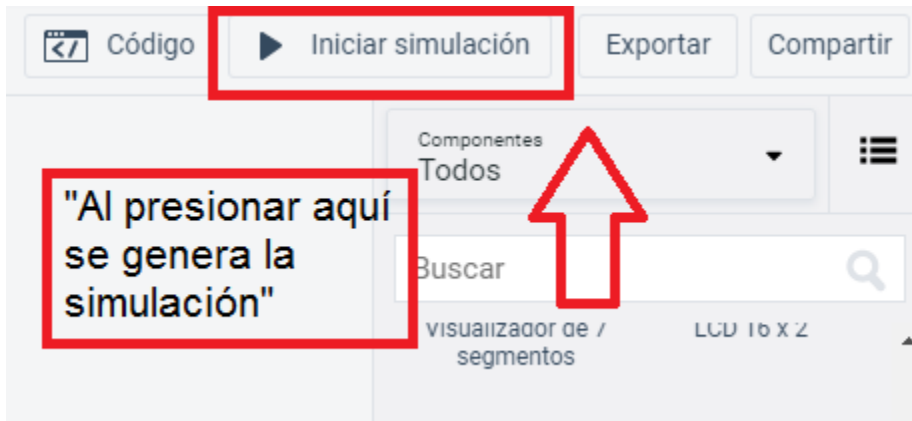 Código
Iniciar simulación
Exportar
Compartir
Componentes
Todos
"Al presionar aquí
se genera la
simulación"
Buscar
Visualizador de 7
segmentos
LCD 16 x 2